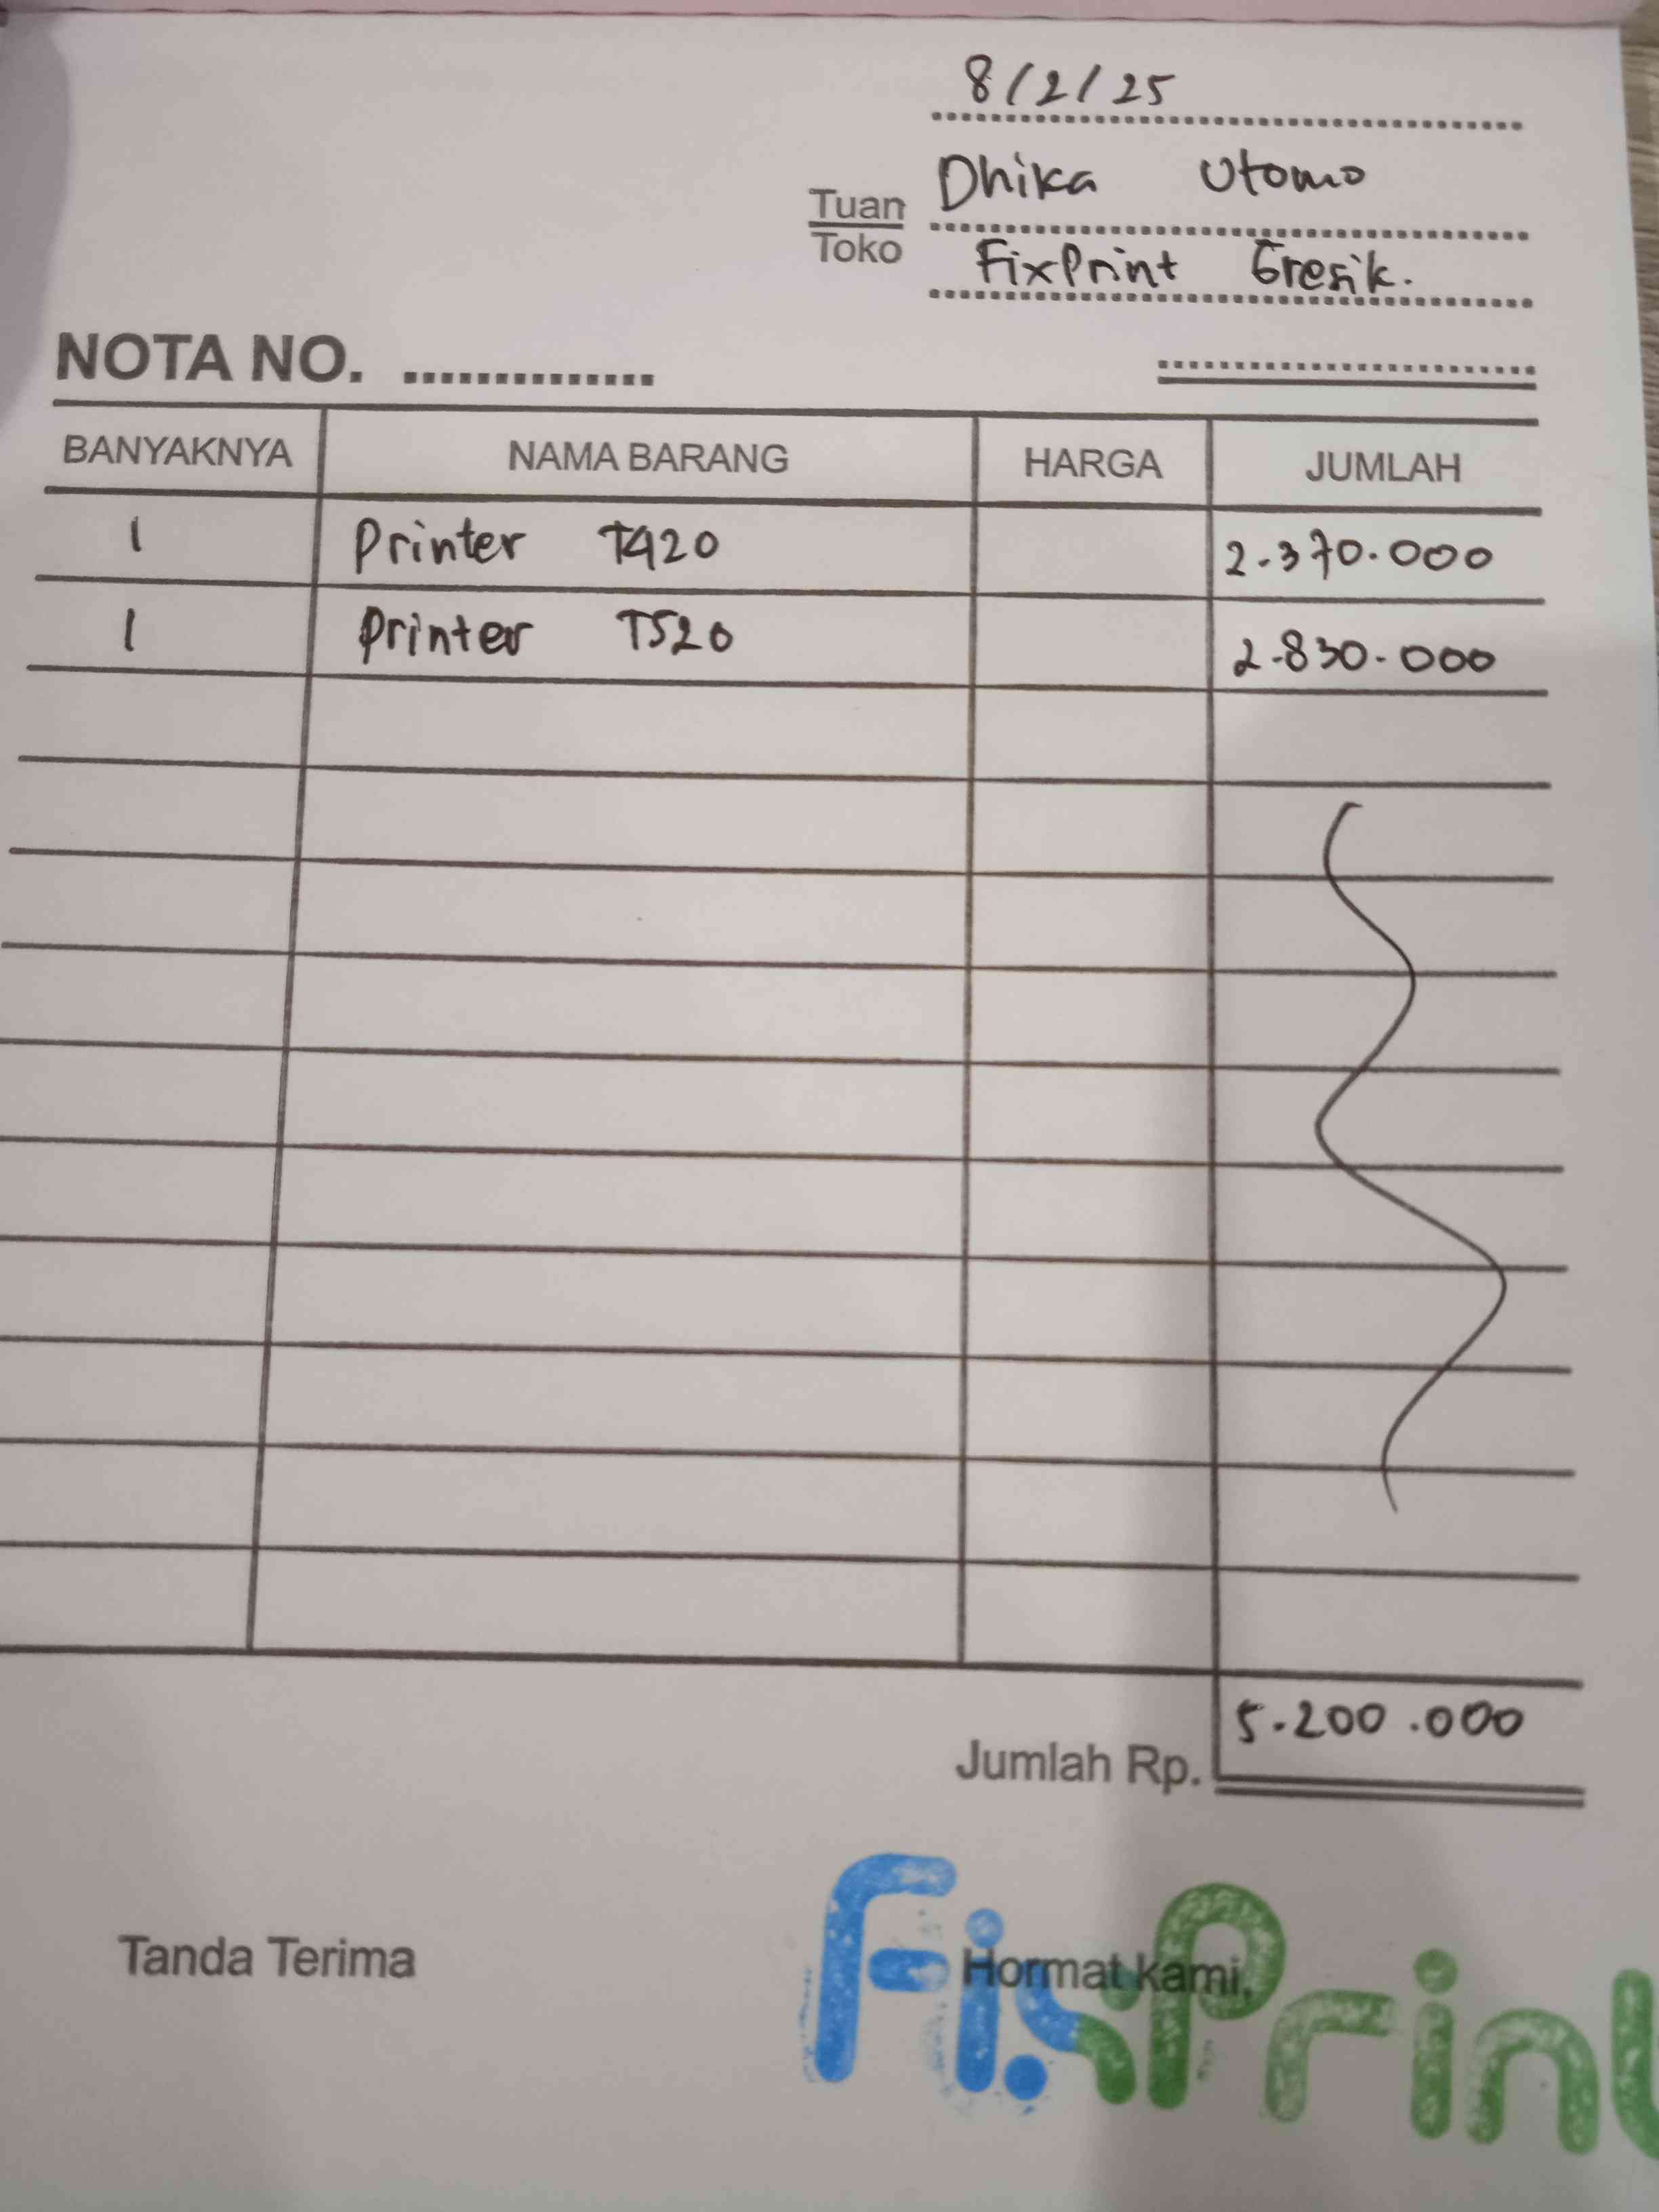 8/2/25
Tuan
Toko
Dhika Utomo
FixPrint Gresik.
NOTA NO. ..............
BANYAKNYA NAMA BARANG HARGA JUMLAH
1 Printer T420 2.370.000
1 Printer T520 2.830.000
Jumlah Rp. 5.200.000
Tanda Terima Hormat kami,
FixPrint